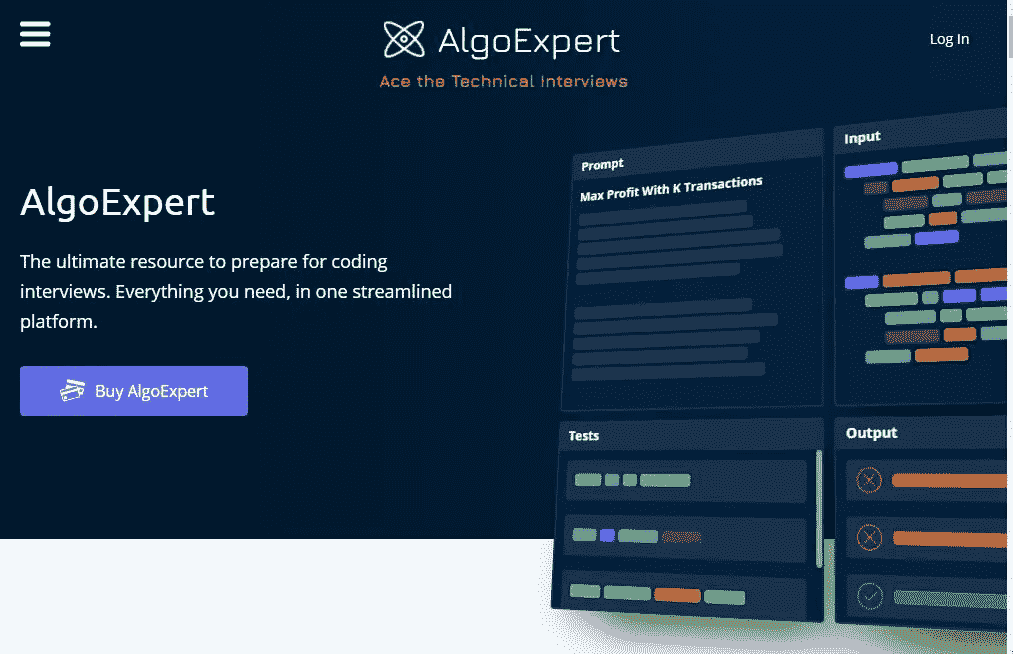 AlgoExpert
Log In
Ace the Technical Interviews
Input
Prompt
Max Profit With K Transactions
AlgoExpert
The ultimate resource to prepare for coding
interviews. Everything you need, in one streamlined
platform.
Buy AlgoExpert
Tests
Output